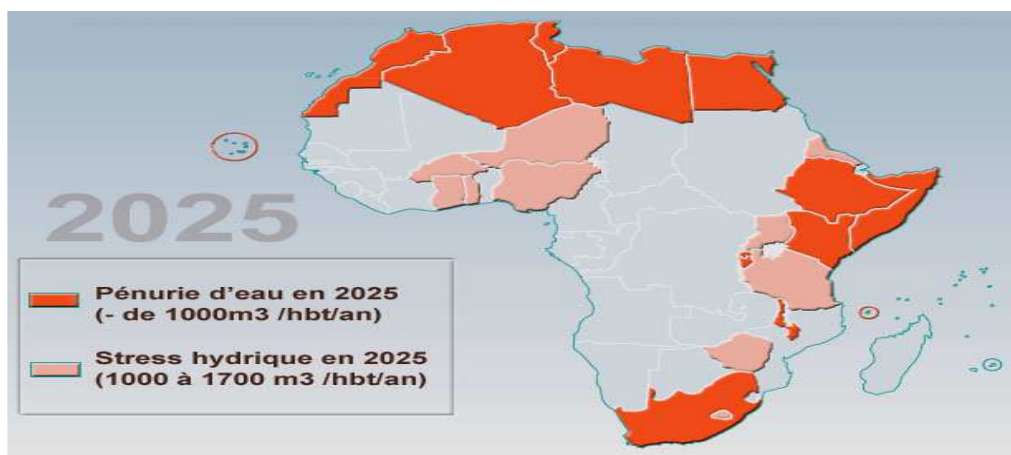 2025
Pénurie d'eau en 2025
(- de 1000m3 /hbt/an)
Stress hydrique en 2025
(1000 à 1700 m3 /hbt/an)